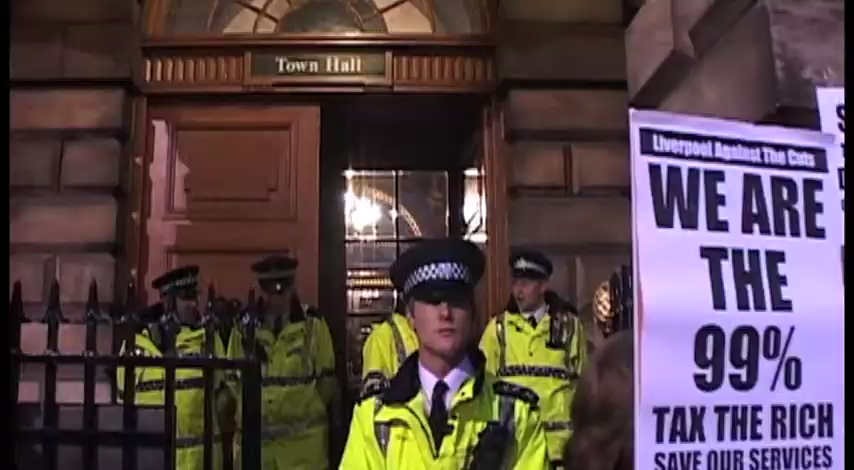 Town Hall
Liverpool Against The Cuts
WE ARE
THE
99%
TAX THE RICH
SAVE OUR SERVICES